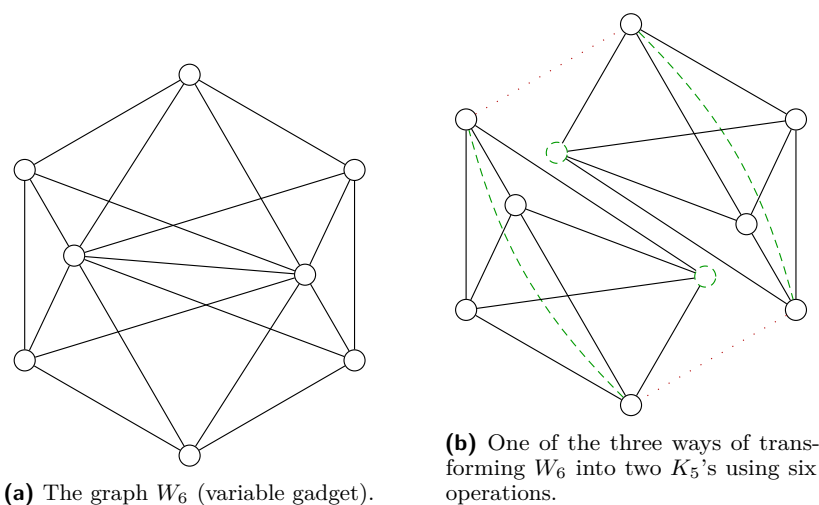 (a) The graph W₆ (variable gadget).
(b) One of the three ways of trans-
forming W₆ into two K₅'s using six
operations.